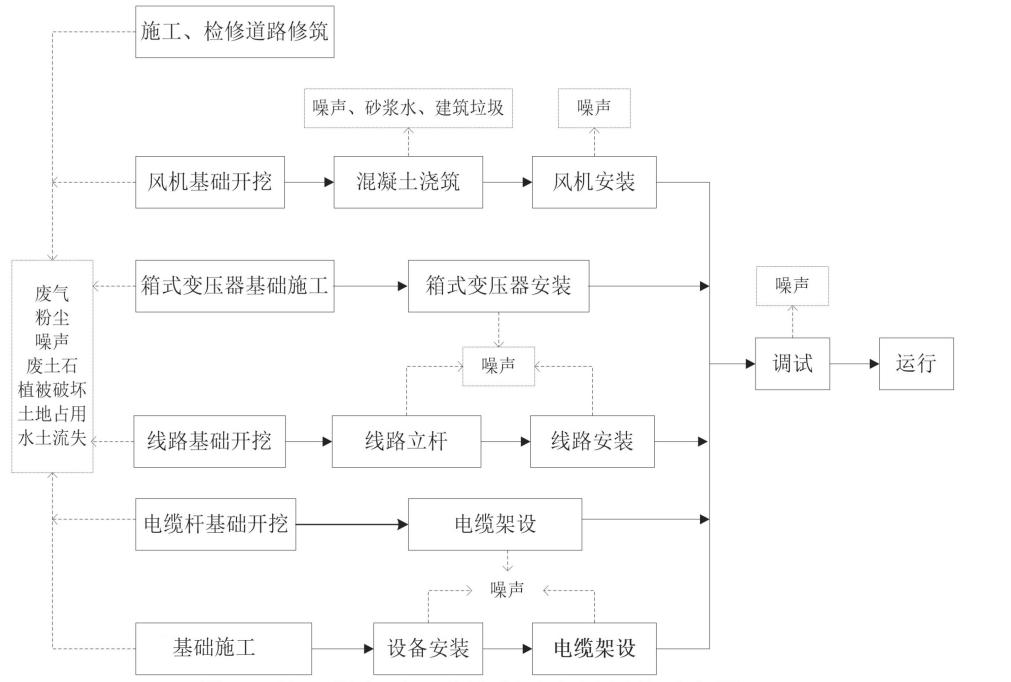 施工、检修道路修筑
噪声、砂浆水、建筑垃圾
噪声
风机基础开挖
混凝土浇筑
风机安装
箱式变压器基础施工
箱式变压器安装
噪声
废气
粉尘
噪声
废土石
植被破坏
土地占用
水土流失
噪声
调试
运行
线路基础开挖
线路立杆
线路安装
电缆杆基础开挖
电缆架设
噪声
基础施工
设备安装
电缆架设